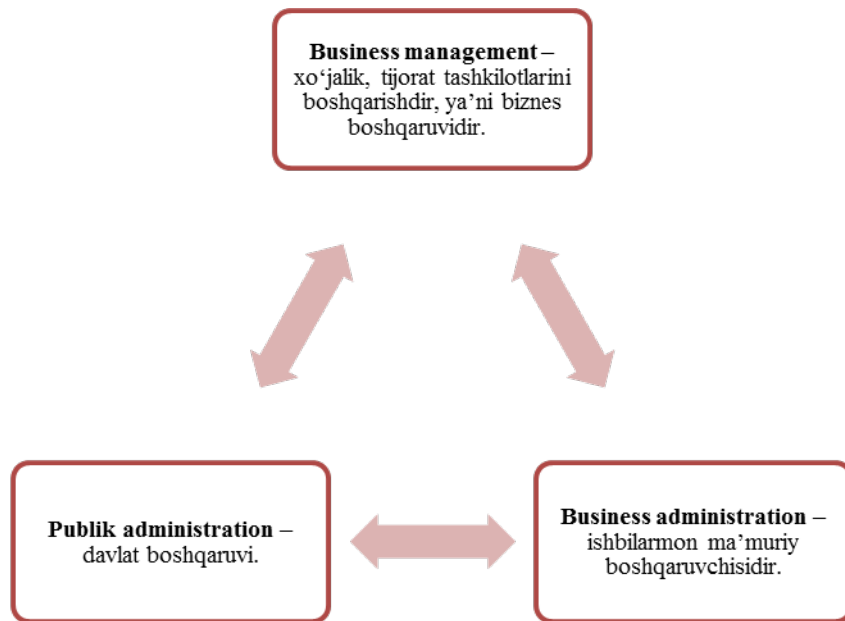 Business management –
xo‘jalik, tijorat tashkilotlarini
boshqarishdir, ya’ni biznes
boshqaruvidir.
Publik administration –
davlat boshqaruvi.
Business administration –
ishbilarmon ma’muriy
boshqaruvchisidir.